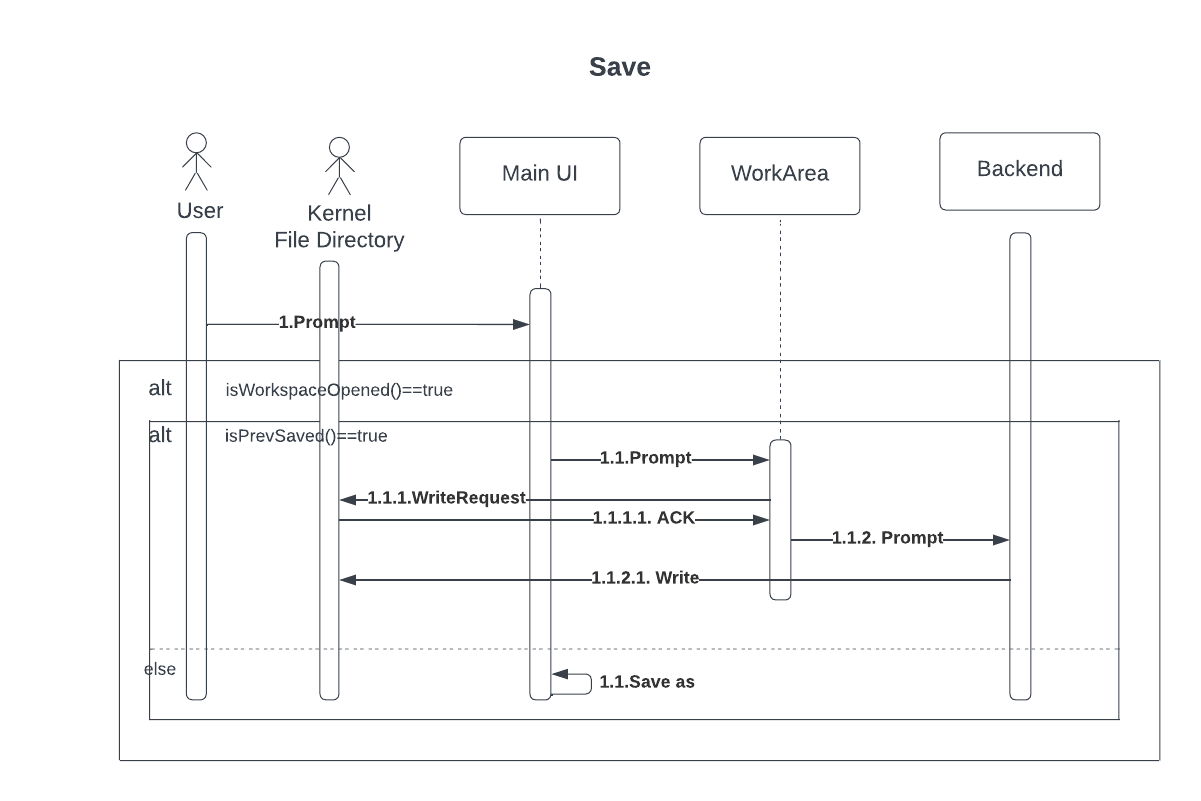 Save
User
Kernel
File Directory
Main UI
WorkArea
Backend
1.Prompt
alt
isWorkspaceOpened()==true
alt
isPrevSaved()==true
1.1.Prompt
1.1.1.WriteRequest
1.1.1.1. ACK
1.1.2. Prompt
1.1.2.1. Write
else
1.1.Save as